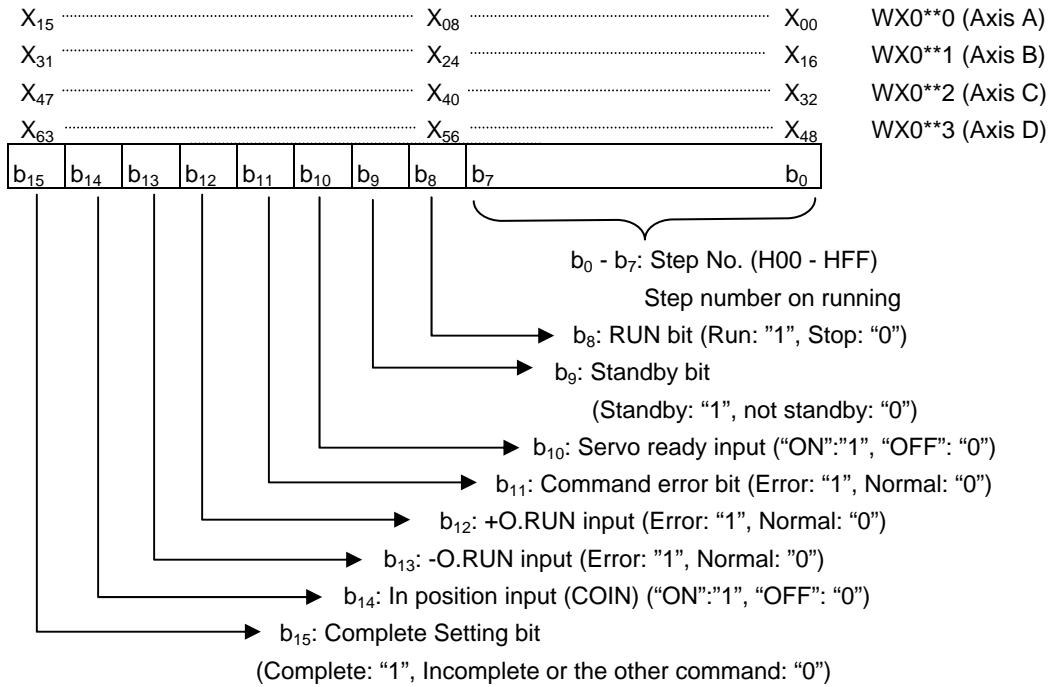 X15 X08 X00 WX0**0 (Axis A)
X31 X24 X16 WX0**1 (Axis B)
X47 X40 X32 WX0**2 (Axis C)
X63 X56 X48 WX0**3 (Axis D)
b15 b14 b13 b12 b11 b10 b9 b8 b7 b0
b0 - b7: Step No. (H00 - HFF)
Step number on running
b8: RUN bit (Run: ”1”, Stop: “0”)
b9: Standby bit
(Standby: “1”, not standby: “0”)
b10: Servo ready input (“ON”:”1”, “OFF”: “0”)
b11: Command error bit (Error: “1”, Normal: “0”)
b12: +O.RUN input (Error: “1”, Normal: “0”)
b13: -O.RUN input (Error: ”1”, Normal: ”0”)
b14: In position input (COIN) (“ON”:”1”, “OFF”: “0”)
b15: Complete Setting bit
(Complete: “1”, Incomplete or the other command: “0”)